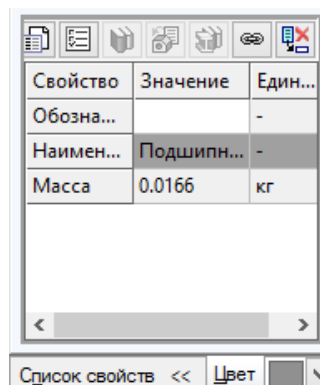 Свойство Значение Един...
Обозна... -
Наимен... Подшипн... -
Масса 0.0166 кг
Список свойств << Цвет